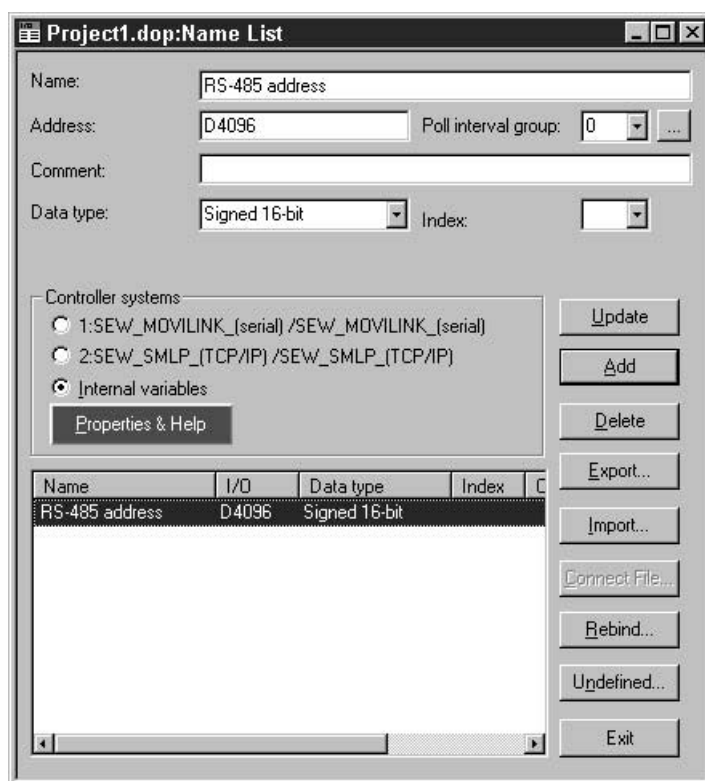 Project1.dop:Name List
Name: RS-485 address
Address: D4096 Poll interval group: 0 ...
Comment:
Data type: Signed 16-bit Index:
Controller systems
1:SEW_MOVILINK_(serial) /SEW_MOVILINK_(serial)
2:SEW_SMLP_(TCP/IP) /SEW_SMLP_(TCP/IP)
Internal variables
Properties & Help
Update
Add
Delete
Export...
Import...
Connect File...
Rebind...
Undefined...
Exit
Name I/O Data type Index C
RS-485 address D4096 Signed 16-bit